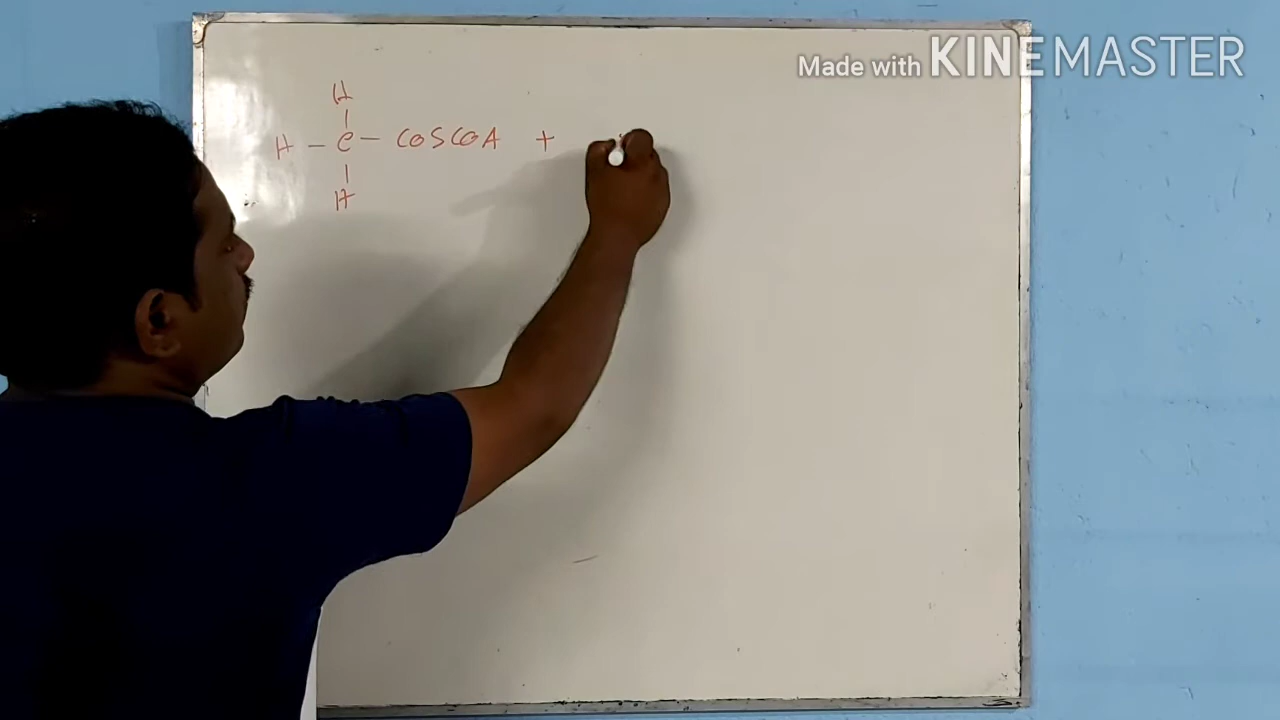 Made with KINEMASTER
H
|
H – C – COSCOA +
|
H